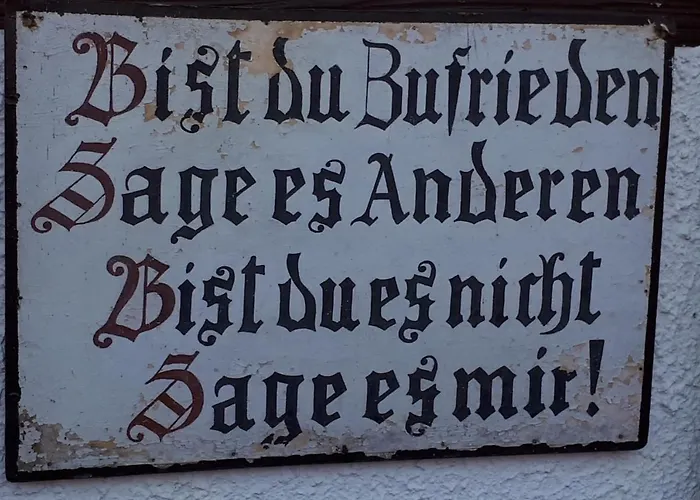 Bist du Zufrieden
Sage es Anderen
Bist du es nicht
Sage es mir!